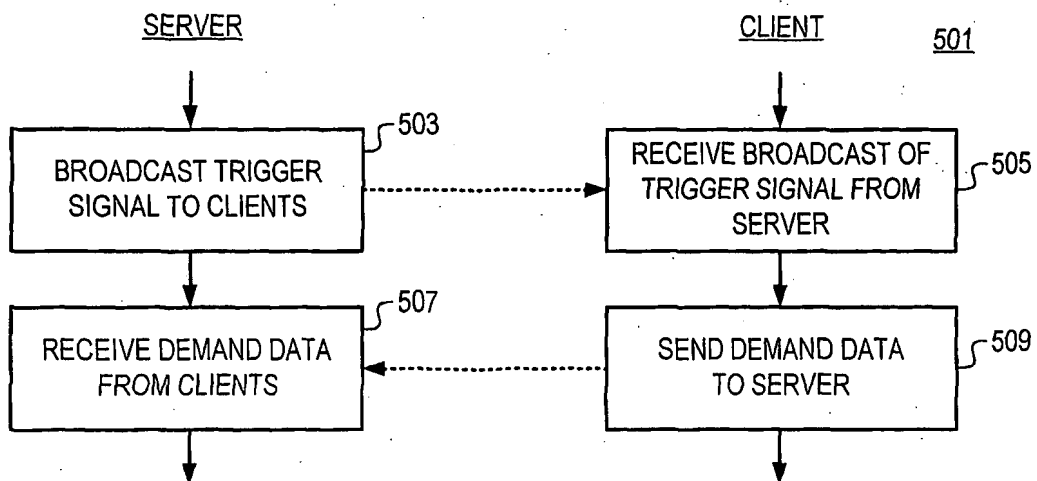 SERVER
CLIENT
501
503
BROADCAST TRIGGER
SIGNAL TO CLIENTS
RECEIVE BROADCAST OF
TRIGGER SIGNAL FROM
SERVER
505
507
RECEIVE DEMAND DATA
FROM CLIENTS
SEND DEMAND DATA
TO SERVER
509